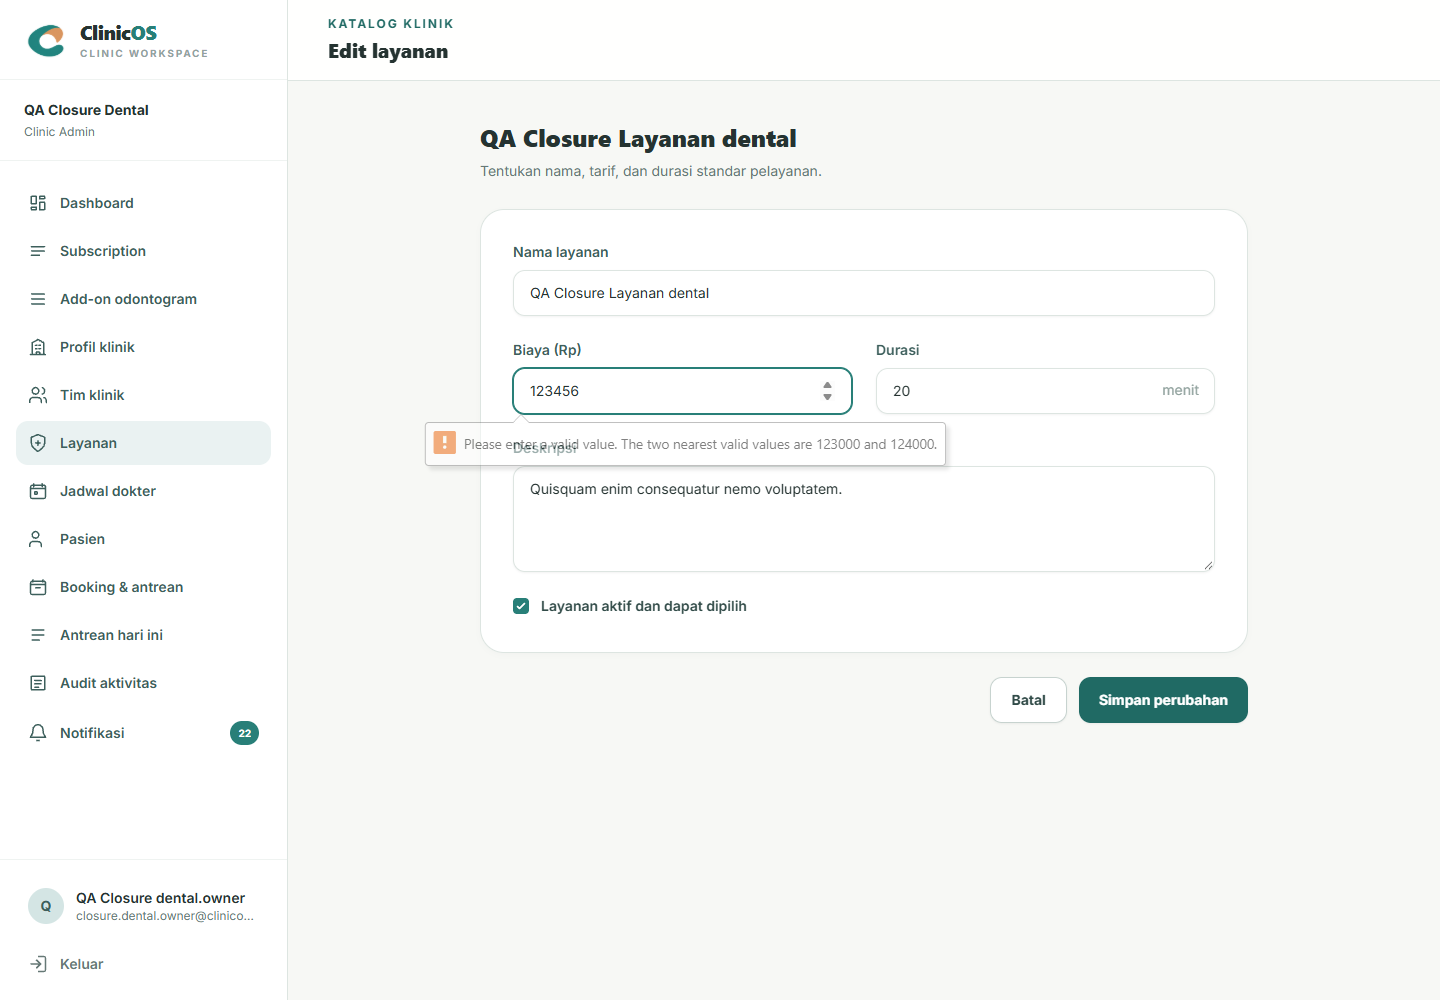 ClinicOS
CLINIC WORKSPACE
QA Closure Dental
Clinic Admin
Dashboard
Subscription
Add-on odontogram
Profil klinik
Tim klinik
Layanan
Jadwal dokter
Pasien
Booking & antrean
Antrean hari ini
Audit aktivitas
Notifikasi 22
Q
QA Closure dental.owner
closure.dental.owner@clinico...
Keluar
KATALOG KLINIK
Edit layanan
QA Closure Layanan dental
Tentukan nama, tarif, dan durasi standar pelayanan.
Nama layanan
QA Closure Layanan dental
Biaya (Rp) Durasi
123456 20 menit
Please enter a valid value. The two nearest valid values are 123000 and 124000.
Deskripsi
Quisquam enim consequatur nemo voluptatem.
Layanan aktif dan dapat dipilih
Batal Simpan perubahan